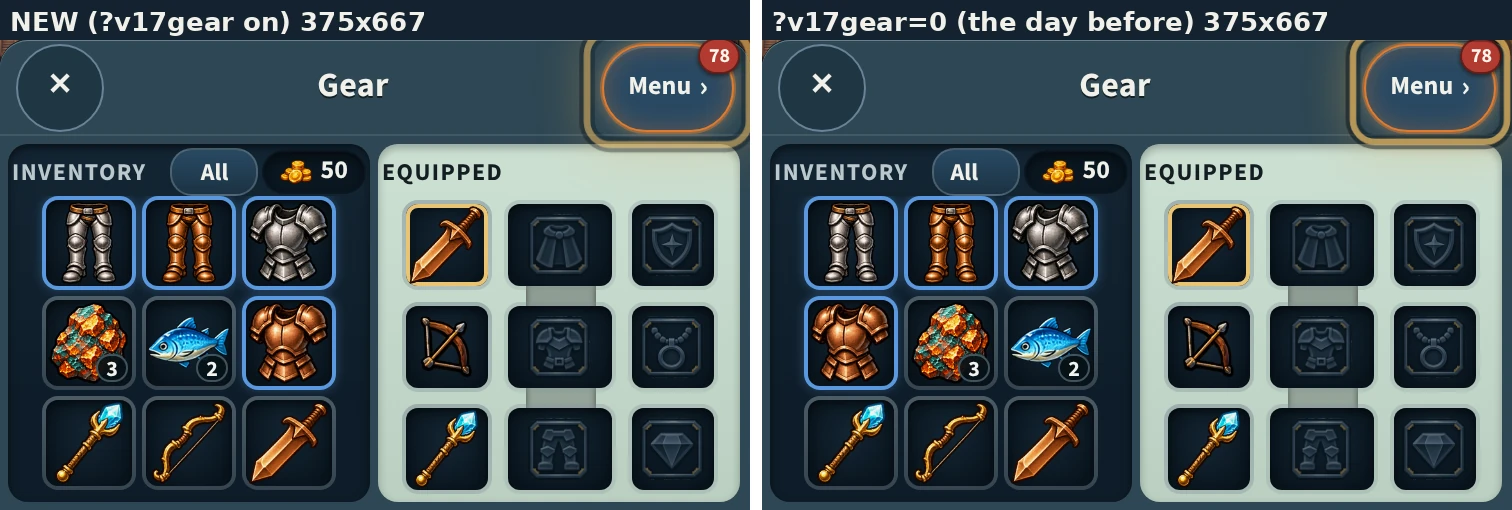 NEW (?v17gear on) 375x667
× Gear Menu › 78
INVENTORY All 50
EQUIPPED
3 2
?v17gear=0 (the day before) 375x667
× Gear Menu › 78
INVENTORY All 50
EQUIPPED
3 2